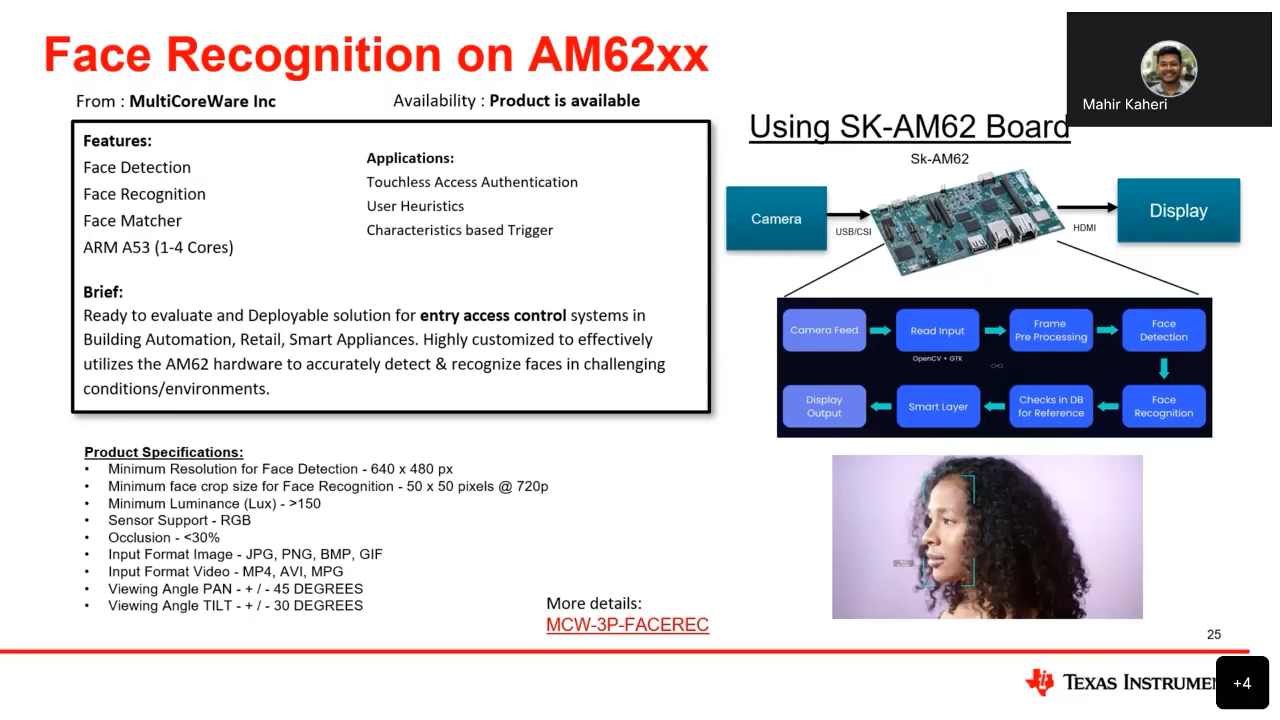 Face Recognition on AM62xx
Mahir Kaheri
From : MultiCoreWare Inc
Availability : Product is available
Features:
Face Detection
Face Recognition
Face Matcher
ARM A53 (1-4 Cores)
Applications:
Touchless Access Authentication
User Heuristics
Characteristics based Trigger
Brief:
Ready to evaluate and Deployable solution for entry access control systems in
Building Automation, Retail, Smart Appliances. Highly customized to effectively
utilizes the AM62 hardware to accurately detect & recognize faces in challenging
conditions/environments.
Using SK-AM62 Board
Sk-AM62
Camera
USB/CSI
HDMI
Display
Camera Feed
Read Input
Frame
Pre Processing
Face
Detection
OpenCV + GTK
Display
Output
Smart Layer
Checks in DB
for Reference
Face
Recognition
Product Specifications:
• Minimum Resolution for Face Detection - 640 x 480 px
• Minimum face crop size for Face Recognition - 50 x 50 pixels @ 720p
• Minimum Luminance (Lux) - >150
• Sensor Support - RGB
• Occlusion - <30%
• Input Format Image - JPG, PNG, BMP, GIF
• Input Format Video - MP4, AVI, MPG
• Viewing Angle PAN - + / - 45 DEGREES
• Viewing Angle TILT - + / - 30 DEGREES
More details:
MCW-3P-FACEREC
25
TEXAS INSTRUME
+4